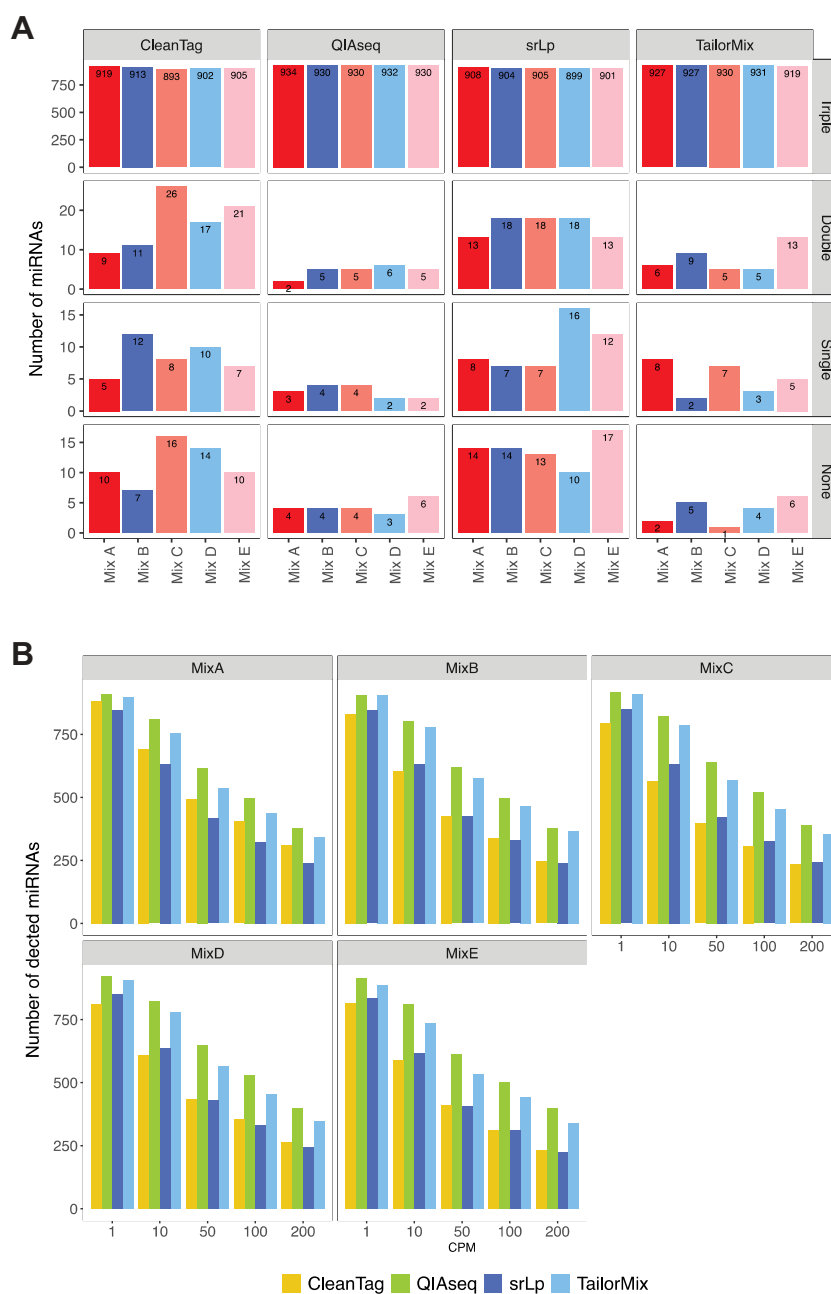 A
CleanTag QIAseq srLp TailorMix
Number of miRNAs
750
500
250
0
919 913 893 902 905
934 930 930 932 930
908 904 905 899 901
927 927 930 931 919
Triple
20
10
0
9 11 26 17 21
2 5 5 6 5
13 18 18 18 13
6 9 5 5 13
Double
15
10
5
0
5 12 8 10 7
3 4 4 2 2
8 7 7 16 12
8 2 7 3 5
Single
15
10
5
0
10 7 16 14 10
4 4 4 3 6
14 14 13 10 17
2 5 1 4 6
None
Mix A Mix B Mix C Mix D Mix E
Mix A Mix B Mix C Mix D Mix E
Mix A Mix B Mix C Mix D Mix E
Mix A Mix B Mix C Mix D Mix E
B
MixA MixB MixC
Number of dected miRNAs
750
500
250
0
1 10 50 100 200
MixD MixE
750
500
250
0
1 10 50 100 200
1 10 50 100 200
CPM
CleanTag QIAseq srLp TailorMix